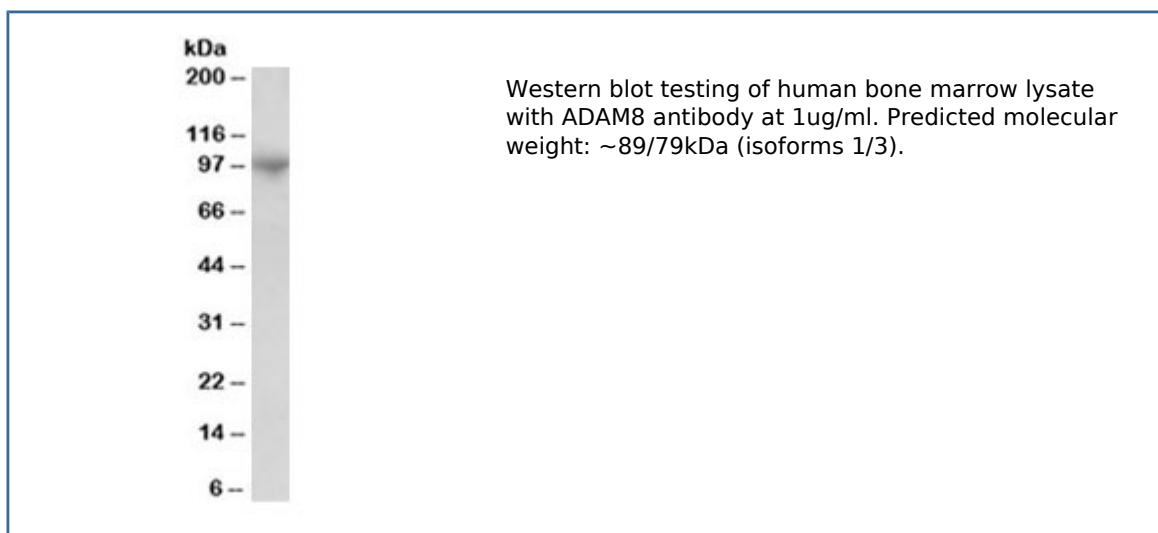 kDa
200 --
116 --
97 --
66 --
44 --
31 --
22 --
14 --
6 --
Western blot testing of human bone marrow lysate
with ADAM8 antibody at 1ug/ml. Predicted molecular
weight: ~89/79kDa (isoforms 1/3).